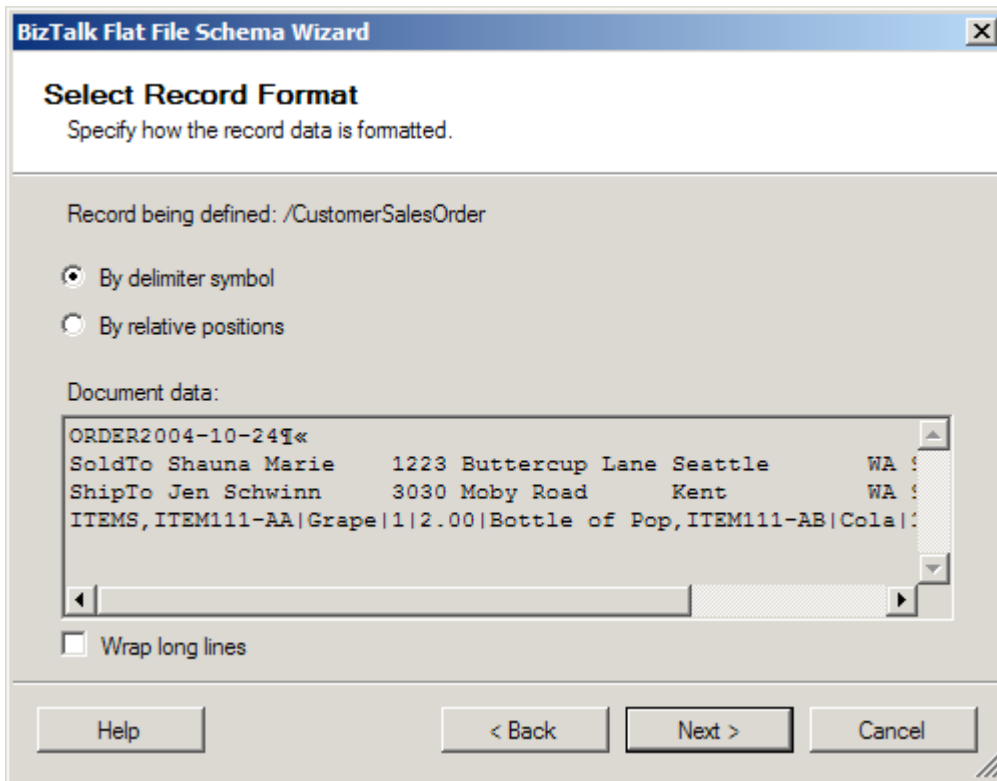 BizTalk Flat File Schema Wizard
Select Record Format
Specify how the record data is formatted.
Record being defined: /CustomerSalesOrder
By delimiter symbol
By relative positions
Document data:
ORDER2004-10-24¶«
SoldTo Shauna Marie    1223 Buttercup Lane Seattle       WA
ShipTo Jen Schwinn     3030 Moby Road      Kent          WA
ITEMS,ITEM111-AA|Grape|1|2.00|Bottle of Pop,ITEM111-AB|Cola|
Wrap long lines
Help
< Back
Next >
Cancel